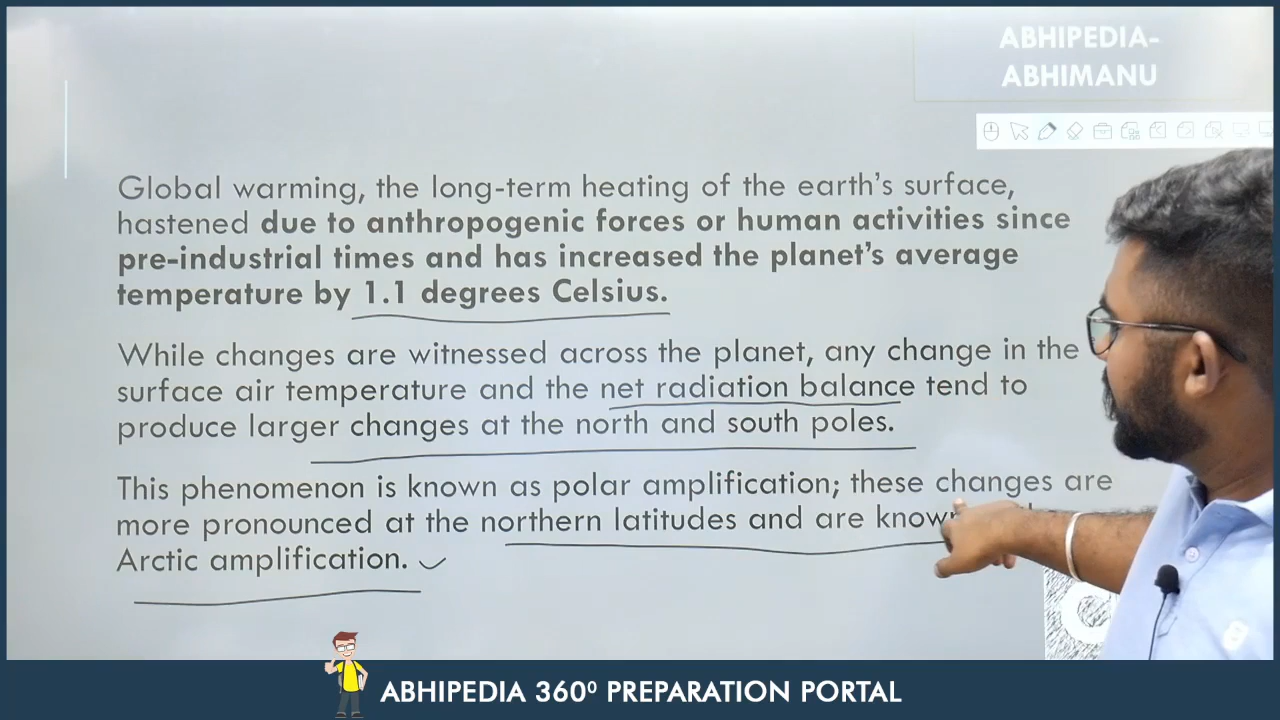 ABHIPEDIA-
ABHIMANU
Global warming, the long-term heating of the earth's surface,
hastened due to anthropogenic forces or human activities since
pre-industrial times and has increased the planet's average
temperature by 1.1 degrees Celsius.
While changes are witnessed across the planet, any change in the
surface air temperature and the net radiation balance tend to
produce larger changes at the north and south poles.
This phenomenon is known as polar amplification; these changes are
more pronounced at the northern latitudes and are known
Arctic amplification.
ABHIPEDIA 360⁰ PREPARATION PORTAL